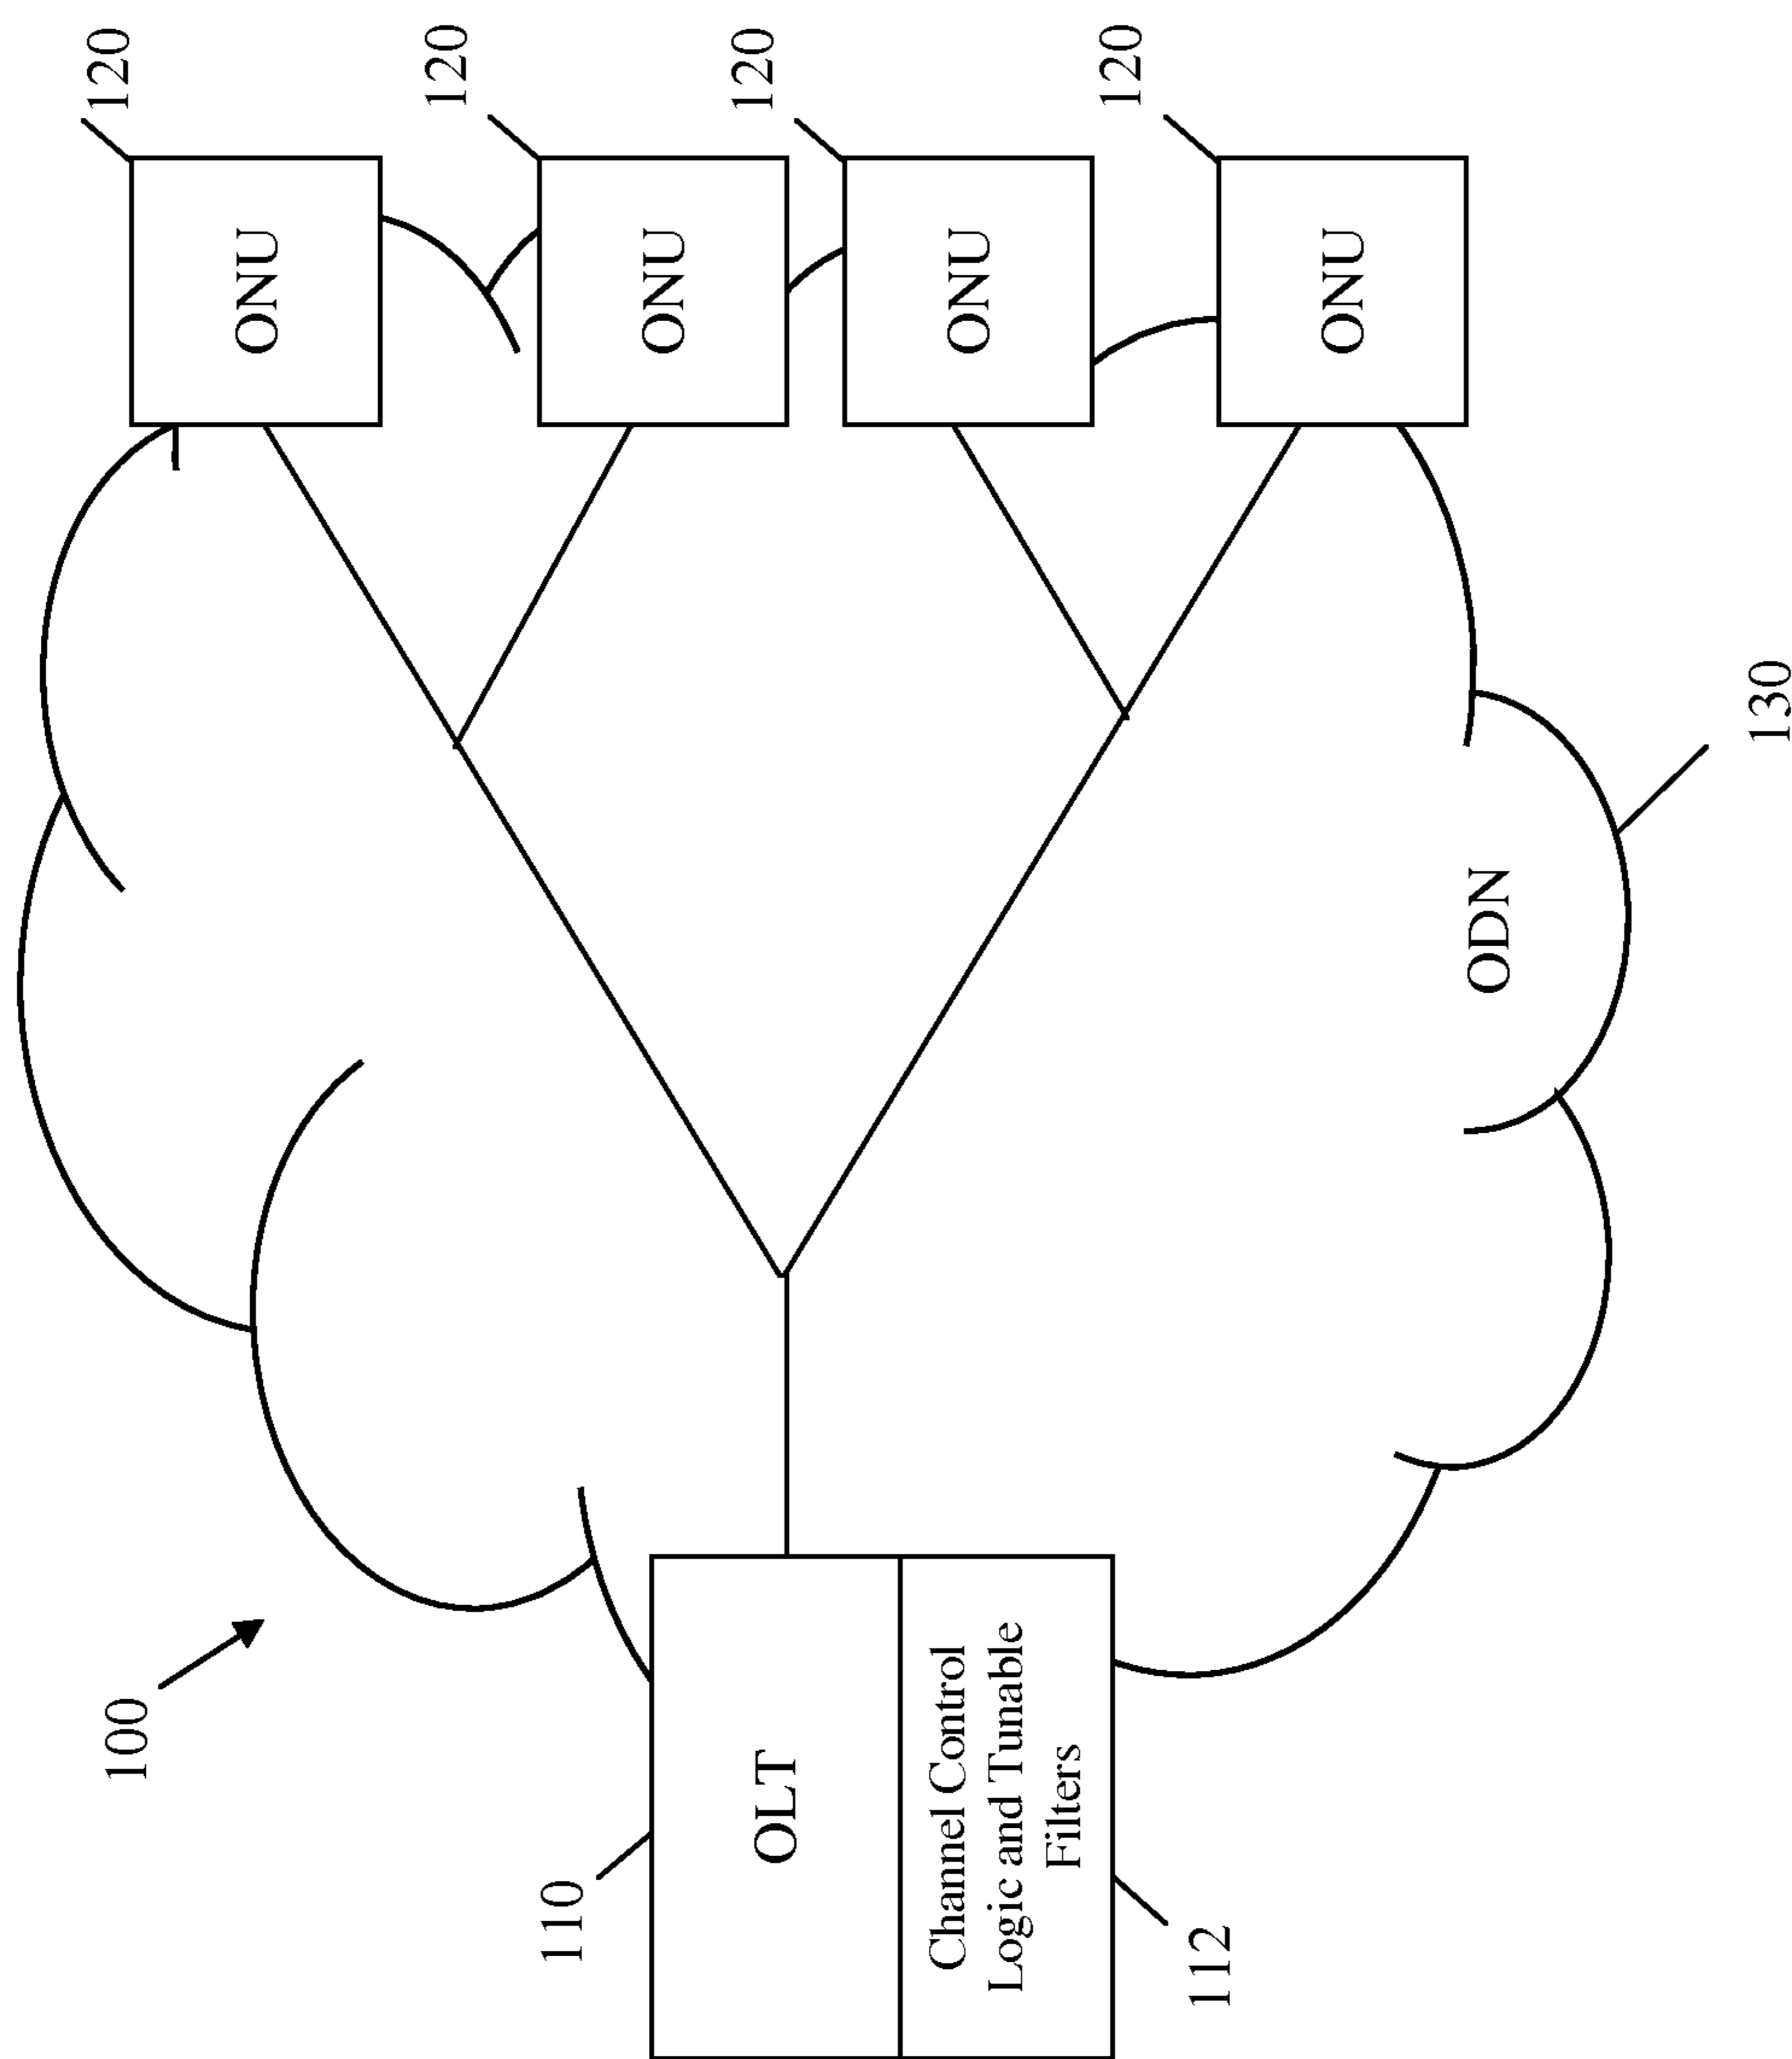 100
110
OLT
Channel Control
Logic and Tunable
Filters
112
ODN
130
ONU
120
ONU
120
ONU
120
ONU
120